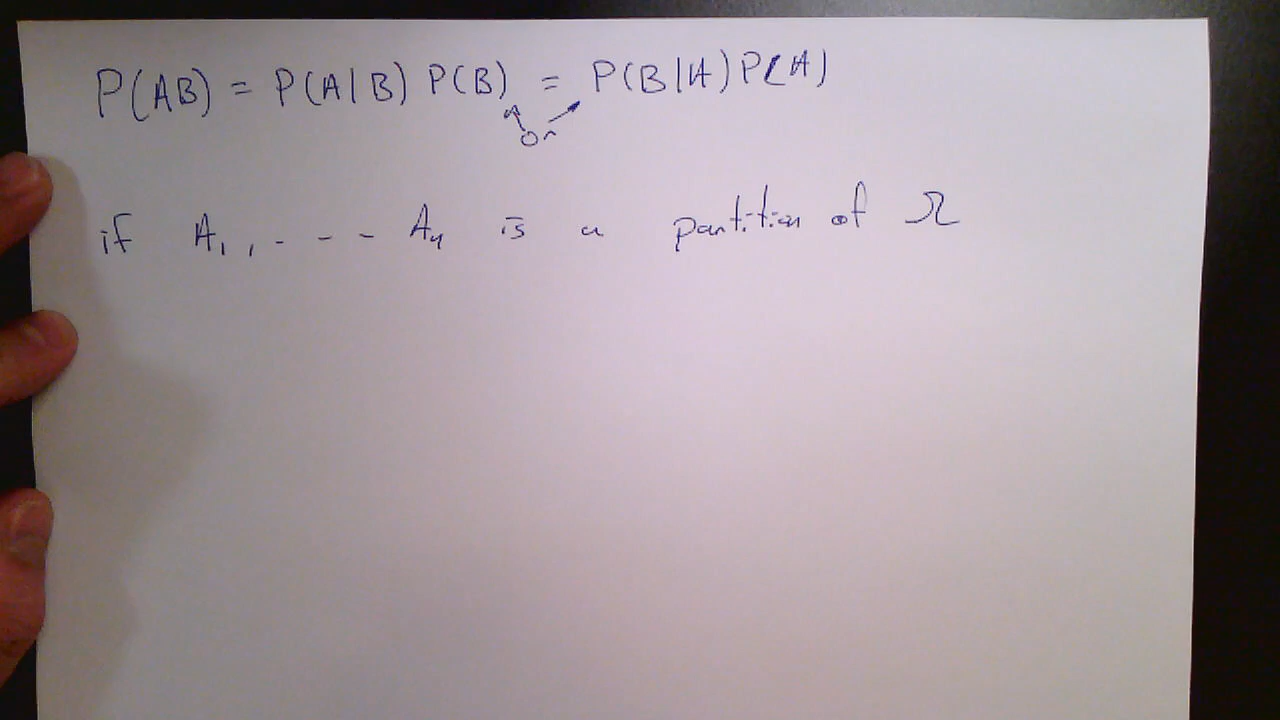 P(AB) = P(A|B) P(B) = P(B|A) P(A)
or
if A₁, - - - Aₙ is a partition of Ω